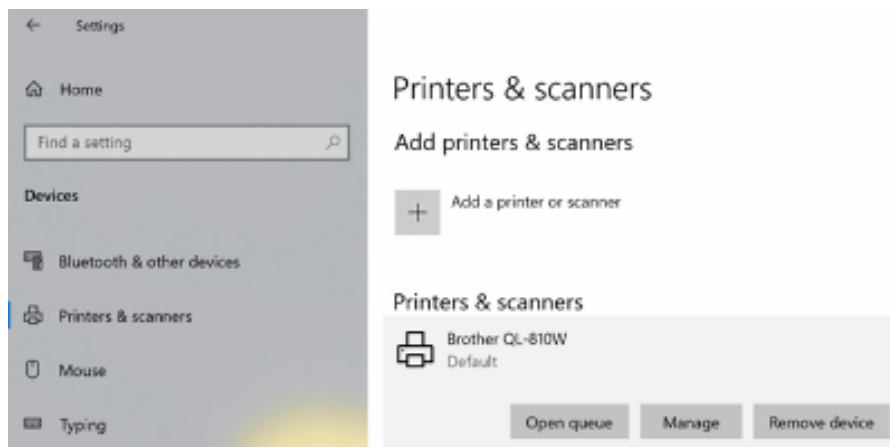 Settings
Home
Find a setting
Devices
Bluetooth & other devices
Printers & scanners
Mouse
Typing
Printers & scanners
Add printers & scanners
Add a printer or scanner
Printers & scanners
Brother QL-810W
Default
Open queue Manage Remove device